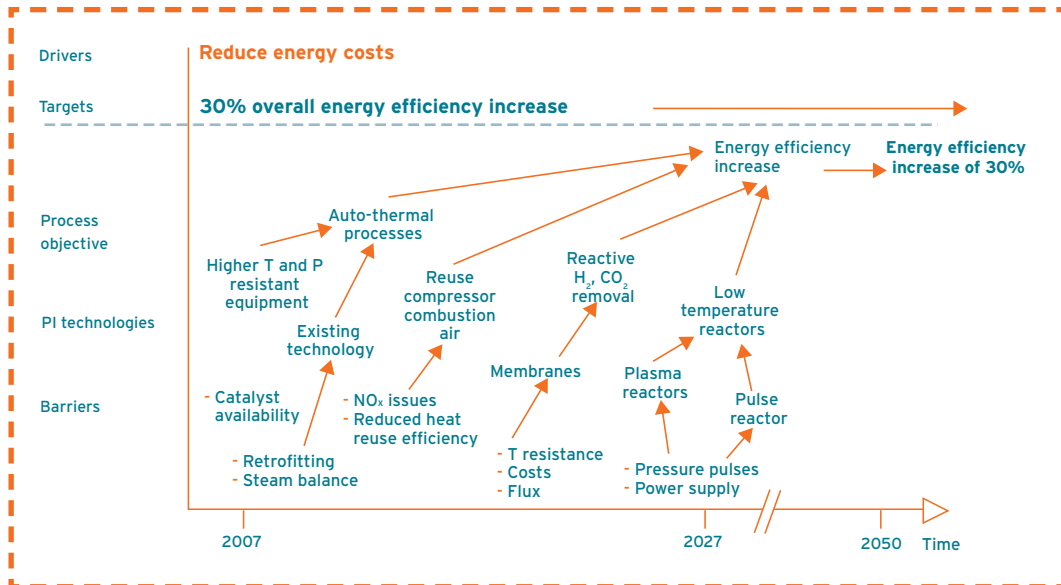 Drivers
Reduce energy costs
Targets
30% overall energy efficiency increase
Energy efficiency
increase
Energy efficiency
increase of 30%
Process
objective
Auto-thermal
processes
Higher T and P
resistant
equipment
Reuse
compressor
combustion
air
Reactive
H₂, CO₂
removal
Low
temperature
reactors
PI technologies
Existing
technology
Membranes
Plasma
reactors
Pulse
reactor
Barriers
- Catalyst
availability
- NOx issues
- Reduced heat
reuse efficiency
- Retrofitting
- Steam balance
- T resistance
- Costs
- Flux
- Pressure pulses
- Power supply
2007
2027
2050
Time